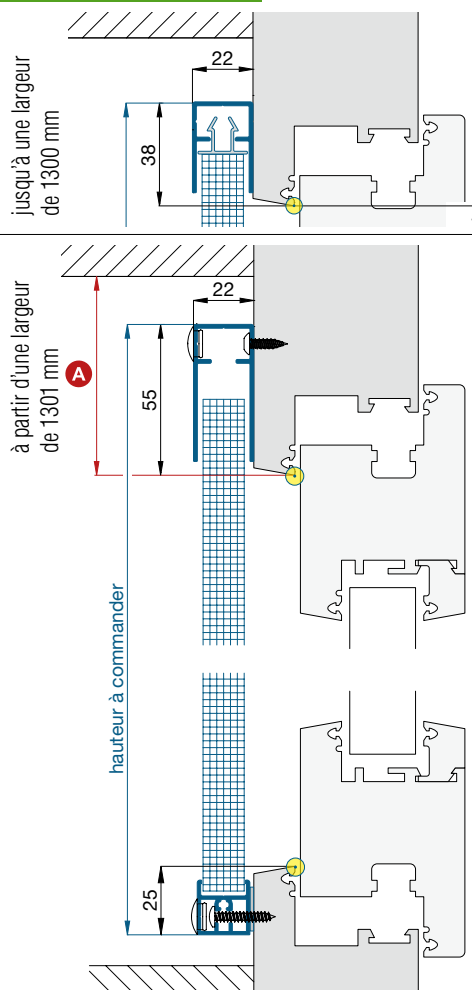 jusqu'à une largeur
de 1300 mm
22
38
à partir d'une largeur
de 1301 mm
A
22
55
hauteur à commander
25